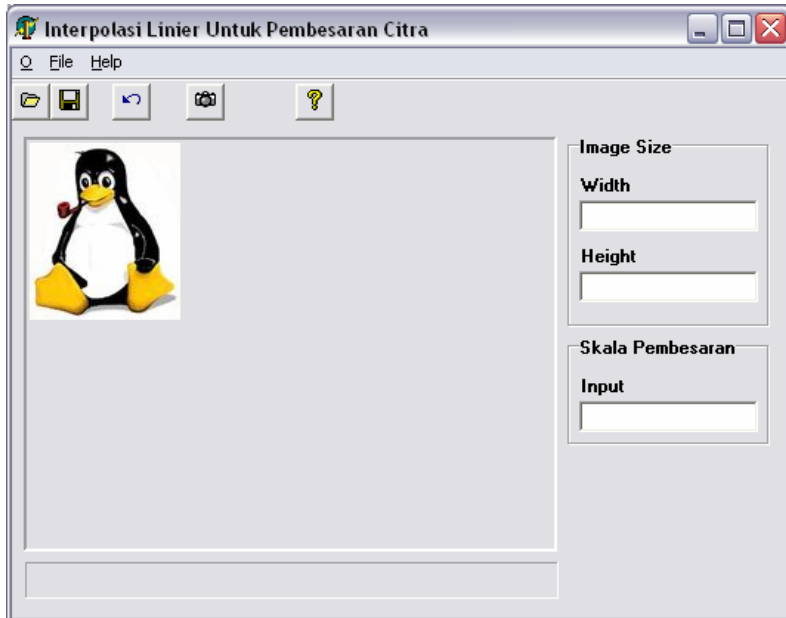 Interpolasi Linier Untuk Pembesaran Citra
O File Help
Image Size
Width
Height
Skala Pembesaran
Input